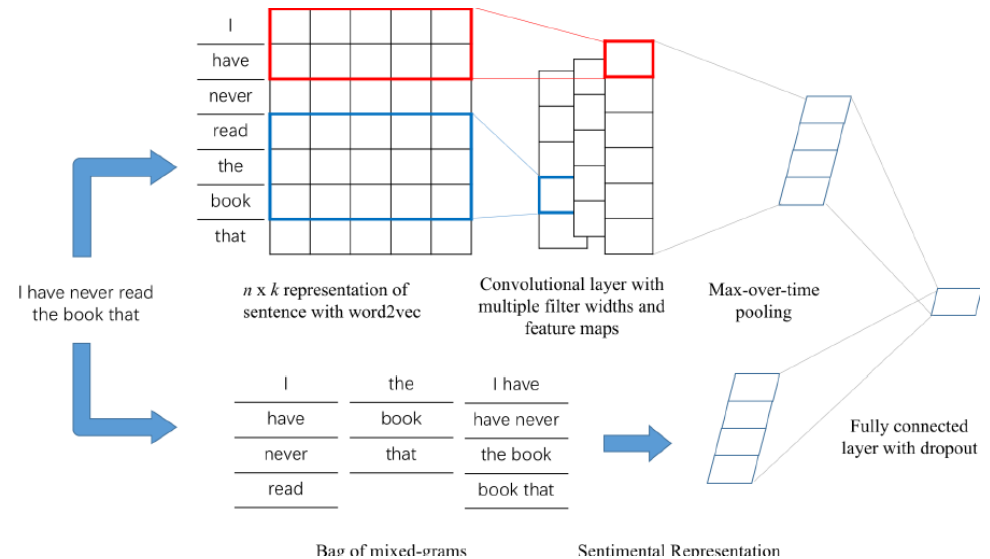 I
have
never
read
the
book
that
I have never read
the book that
n x k representation of
sentence with word2vec
Convolutional layer with
multiple filter widths and
feature maps
Max-over-time
pooling
I
have
never
read
the
book
that
I have
have never
the book
book that
Fully connected
layer with dropout
Bag of mixed-grams
Sentimental Representation